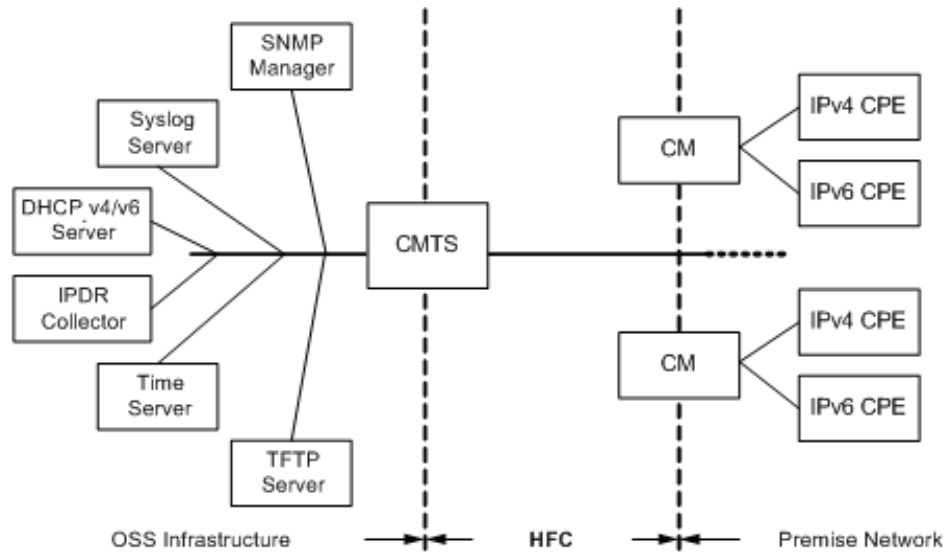 SNMP
Manager
Syslog
Server
DHCP v4/v6
Server
IPDR
Collector
Time
Server
TFTP
Server
CMTS
CM
IPv4 CPE
IPv6 CPE
CM
IPv4 CPE
IPv6 CPE
OSS Infrastructure
HFC
Premise Network